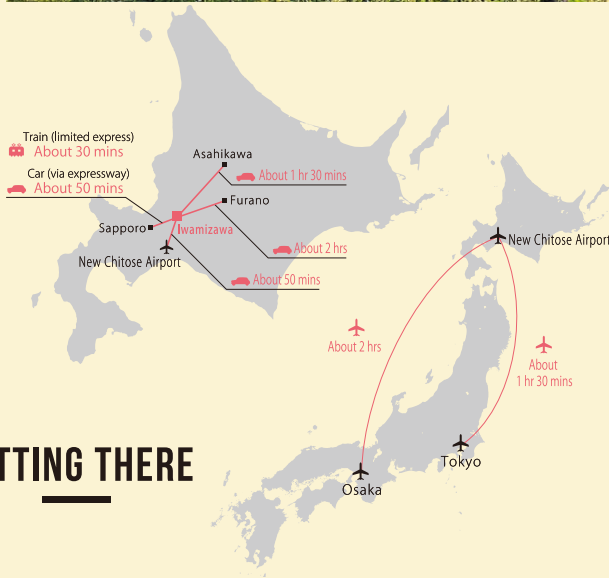 Train (limited express)
About 30 mins
Car (via expressway)
About 50 mins
Asahikawa
About 1 hr 30 mins
Furano
Sapporo
Iwamizawa
About 2 hrs
New Chitose Airport
About 50 mins
New Chitose Airport
About 2 hrs
About
1 hr 30 mins
TTING THERE
Tokyo
Osaka